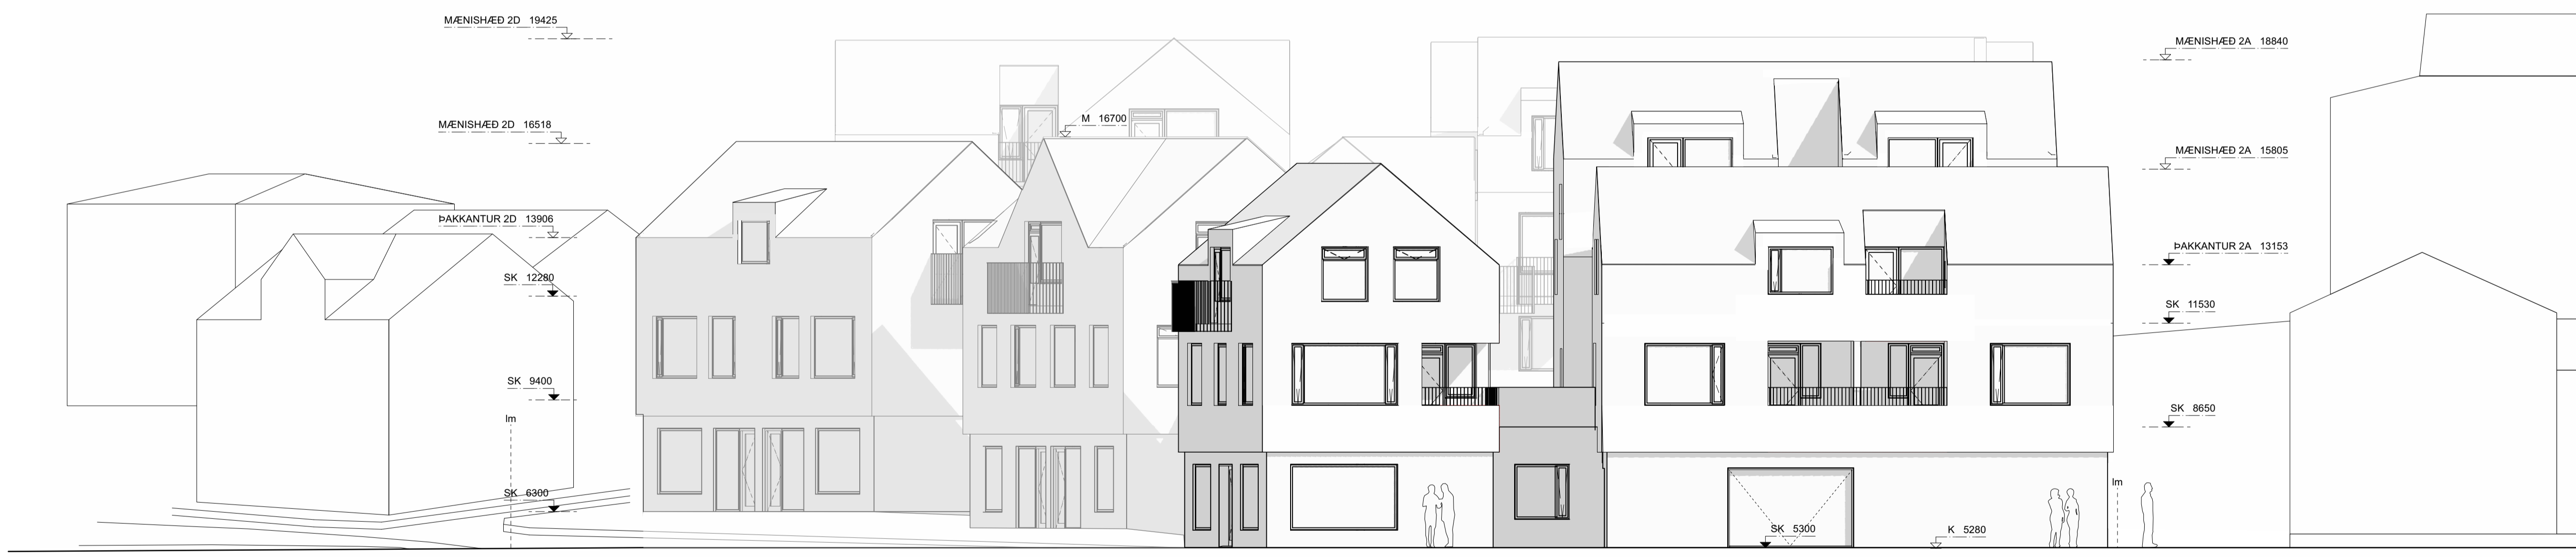 MÆNISHÆÐ 2D 19425
MÆNISHÆÐ 2D 16518
ÞAKKANTUR 2D 13906
SK 12280
SK 9400
lm
SK 6300
M 16700
MÆNISHÆÐ 2A 18840
MÆNISHÆÐ 2A 15805
ÞAKKANTUR 2A 13153
SK 11530
SK 8650
lm
SK 5300
K 5280